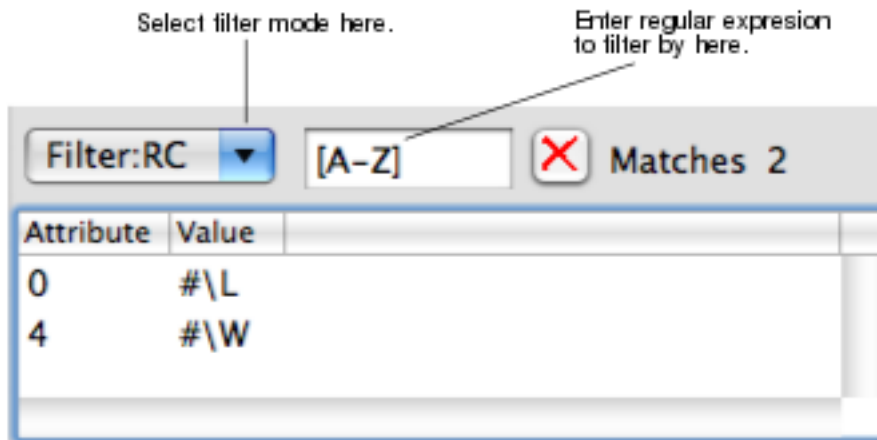 Select filter mode here.
Enter regular expresion
to filter by here.
Filter:RC
[A-Z]
Matches 2
Attribute Value
0 #\L
4 #\W